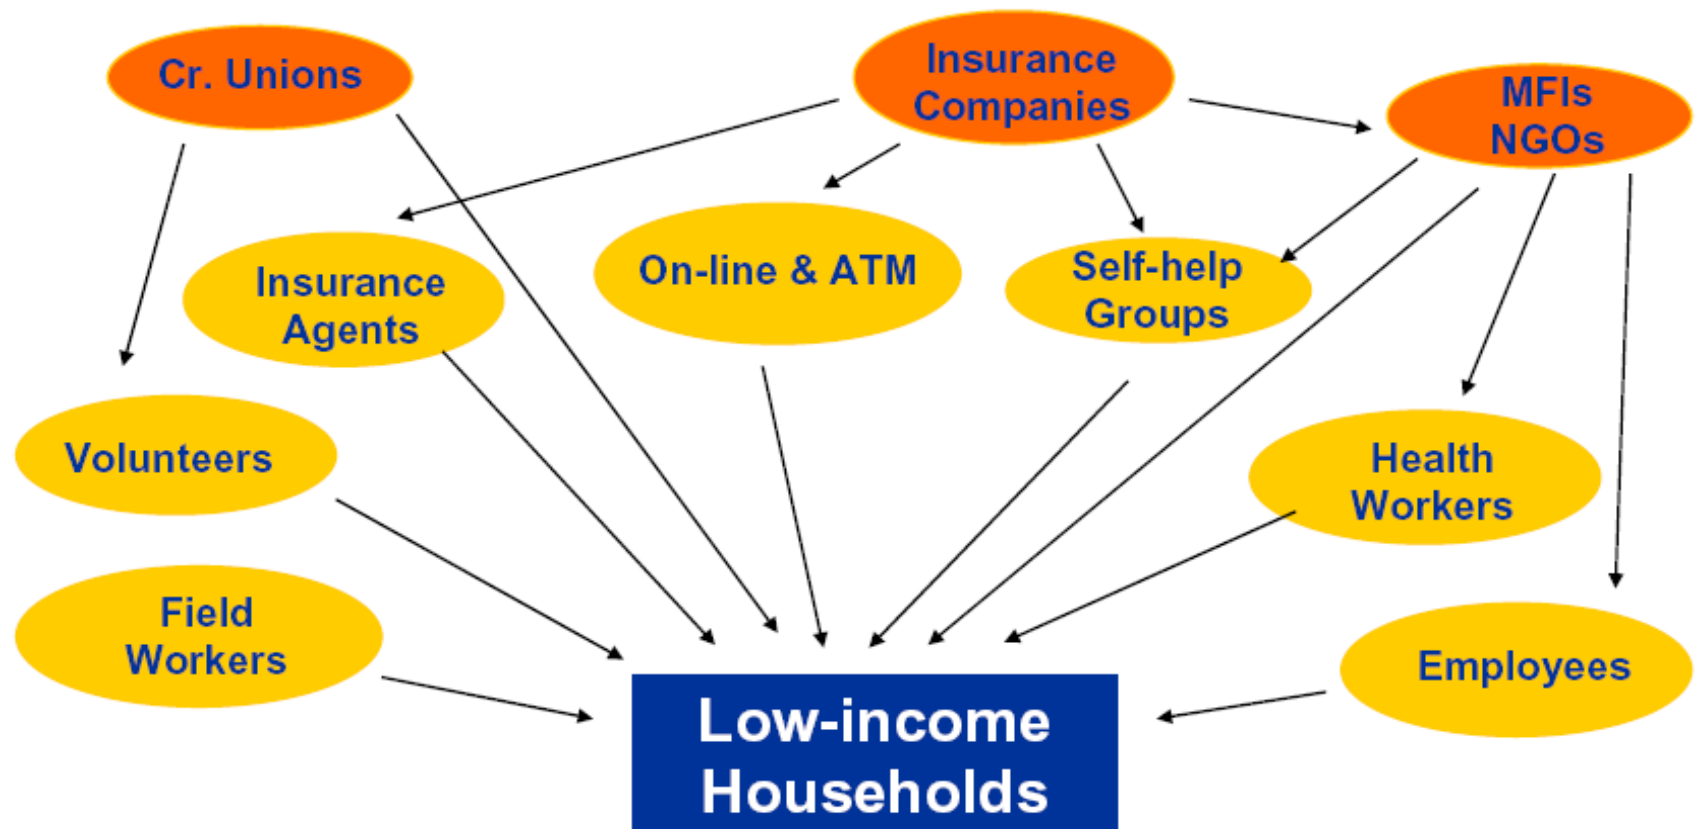 Cr. Unions
Insurance
Companies
MFIs
NGOs
Insurance
Agents
On-line & ATM
Self-help
Groups
Volunteers
Health
Workers
Field
Workers
Employees
Low-income
Households